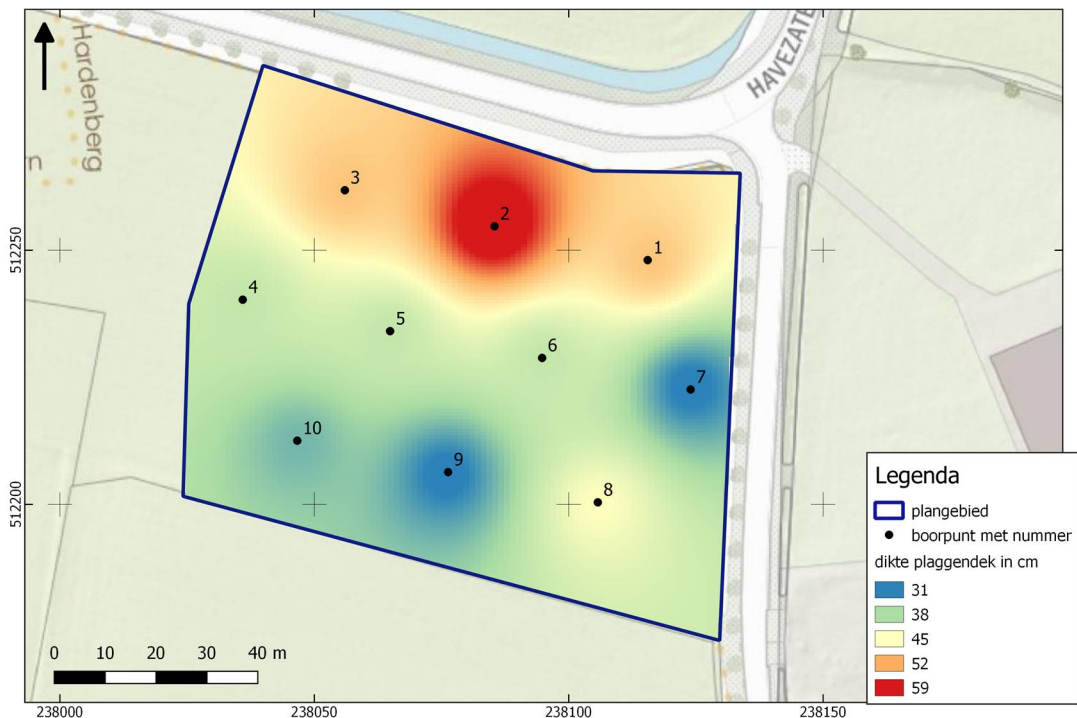 Hardenberg
n
HAVEZATE
3
2
1
4
5
6
7
10
9
8
512250
512200
Legenda
plangebied
boorpunt met nummer
dikte plaggendek in cm
31
38
45
52
59
0 10 20 30 40 m
238000 238050 238100 238150